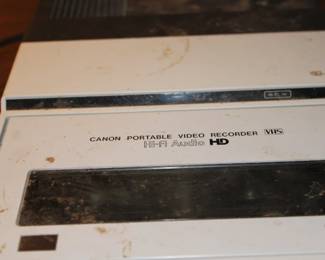 CANON PORTABLE VIDEO RECORDER VHS
Hi-Fi Audio HD